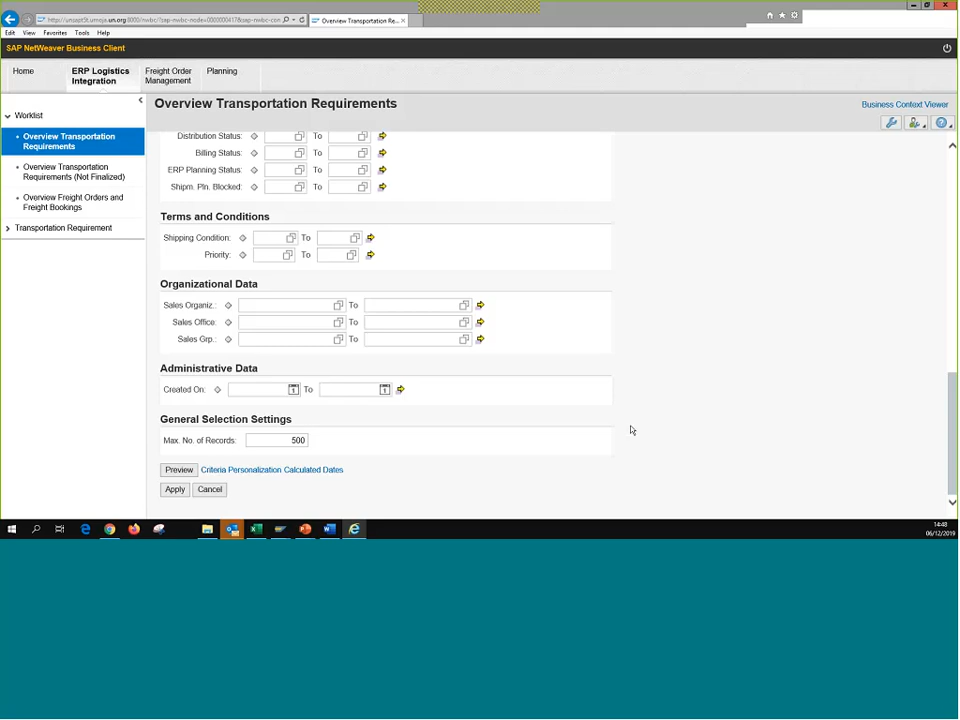 Overview Transportation Re...
Edit View Favorites Tools Help
SAP NetWeaver Business Client
Home
ERP Logistics Integration
Freight Order Management
Planning
Overview Transportation Requirements
Business Context Viewer
Worklist
Overview Transportation
Requirements
Overview Transportation
Requirements (Not Finalized)
Overview Freight Orders and
Freight Bookings
Transportation Requirement
Distribution Status: To
Billing Status: To
ERP Planning Status: To
Shipm. Pln. Blocked: To
Terms and Conditions
Shipping Condition: To
Priority: To
Organizational Data
Sales Organiz.: To
Sales Office: To
Sales Grp.: To
Administrative Data
Created On: To
General Selection Settings
Max. No. of Records: 500
Preview Criteria Personalization Calculated Dates
Apply Cancel
14:48
06/12/2019